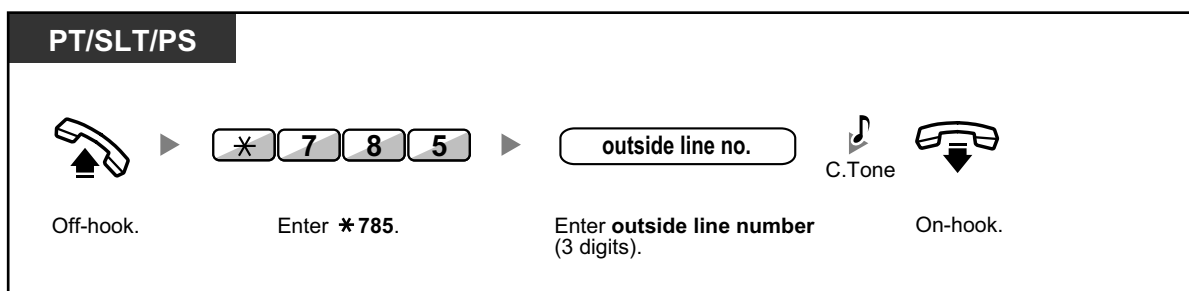 PT/SLT/PS
* 7 8 5
outside line no.
C.Tone
Off-hook.
Enter *785.
Enter outside line number
(3 digits).
On-hook.